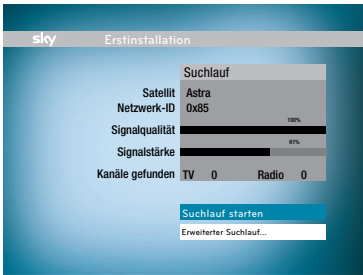 sky Erstinstallation
Suchlauf
Satellit Astra
Netzwerk-ID 0x85
100%
Signalqualität
61%
Signalstärke
Kanäle gefunden TV 0 Radio 0
Suchlauf starten
Erweiterter Suchlauf...